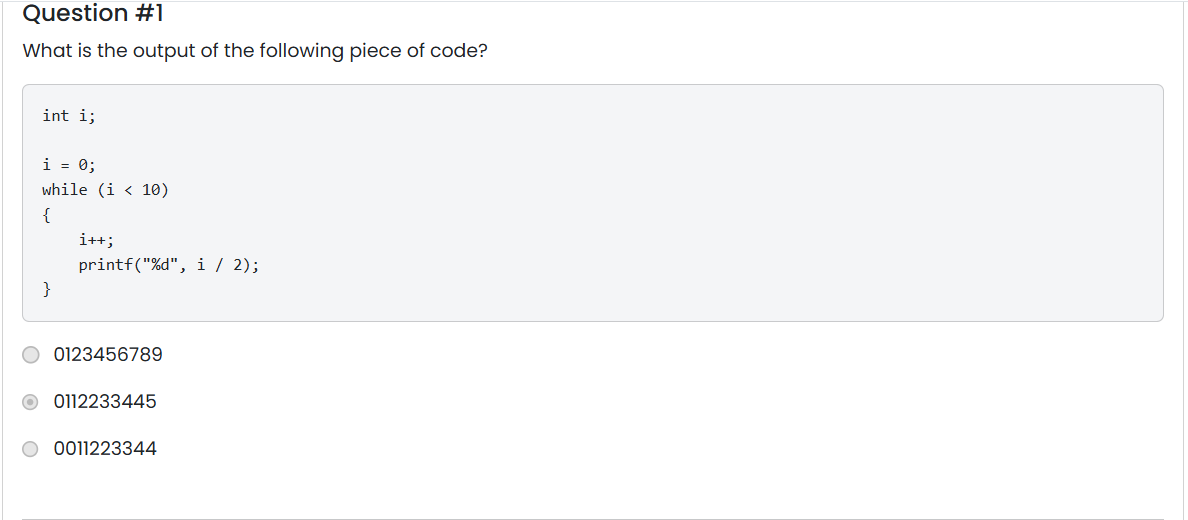 Question #1
What is the output of the following piece of code?
int i;
i = 0;
while (i < 10)
{
    i++;
    printf("%d", i / 2);
}
0123456789
0112233445
0011223344